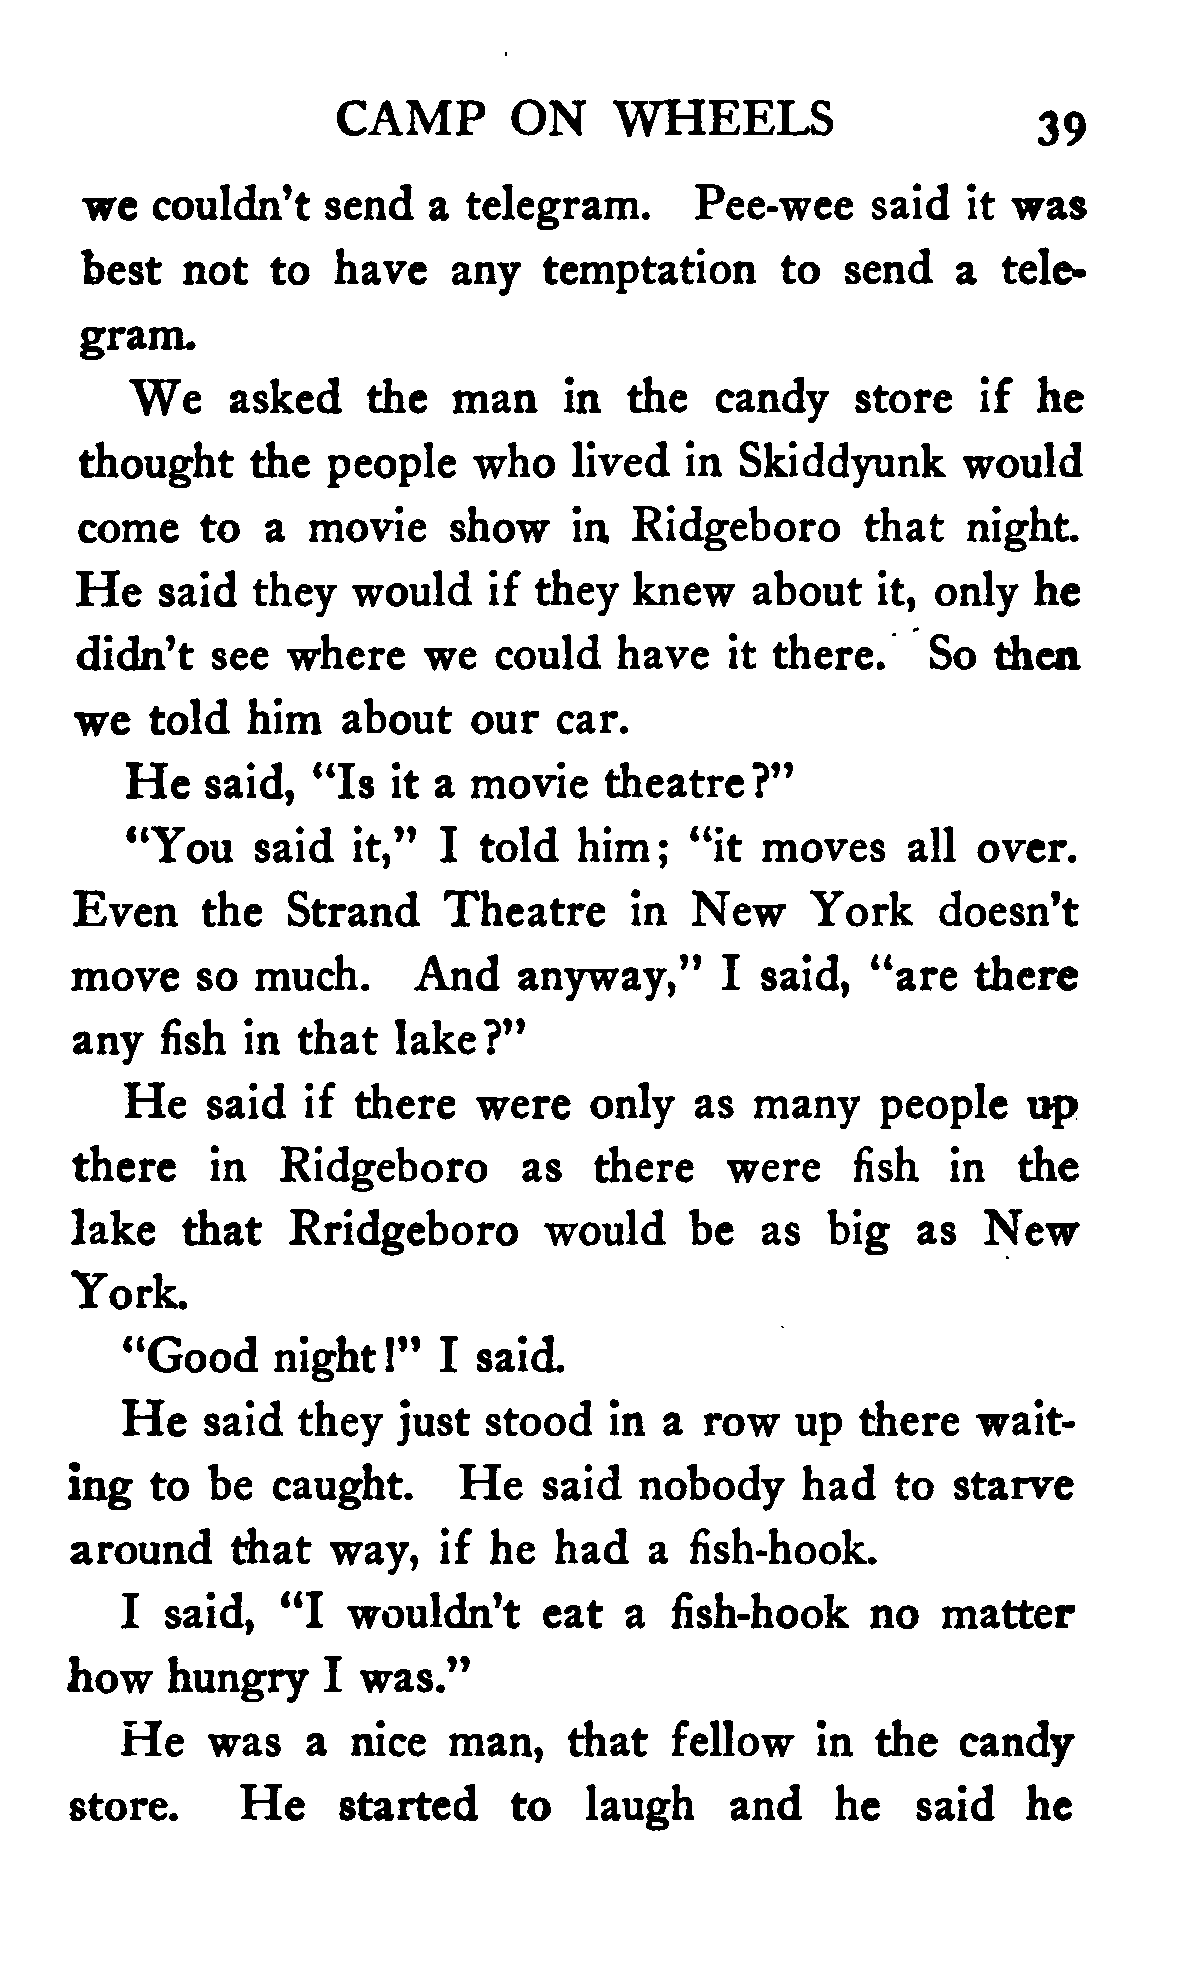 CAMP ON WHEELS 39
we couldn't send a telegram. Pee-wee said it was
best not to have any temptation to send a tele-
gram.
We asked the man in the candy store if he
thought the people who lived in Skiddyunk would
come to a movie show in Ridgeboro that night.
He said they would if they knew about it, only he
didn't see where we could have it there. So then
we told him about our car.
He said, "Is it a movie theatre?"
"You said it," I told him; "it moves all over.
Even the Strand Theatre in New York doesn't
move so much. And anyway," I said, "are there
any fish in that lake?"
He said if there were only as many people up
there in Ridgeboro as there were fish in the
lake that Rridgeboro would be as big as New
York.
"Good night!" I said.
He said they just stood in a row up there wait-
ing to be caught. He said nobody had to starve
around that way, if he had a fish-hook.
I said, "I wouldn't eat a fish-hook no matter
how hungry I was."
He was a nice man, that fellow in the candy
store. He started to laugh and he said he